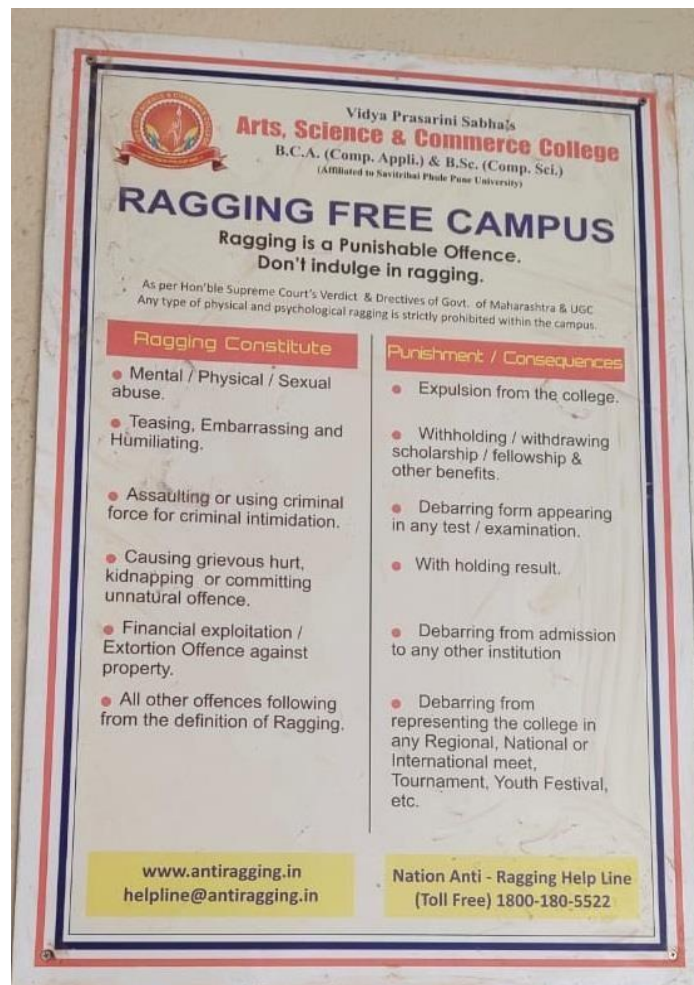 Vidya Prasarini Sabha's
Arts, Science & Commerce College
B.C.A. (Comp. Appli.) & B.Sc. (Comp. Sci.)
(Affiliated to Savitribai Phule Pune University)
RAGGING FREE CAMPUS
Ragging is a Punishable Offence.
Don't indulge in ragging.
As per Hon'ble Supreme Court's Verdict & Drectives of Govt. of Maharashtra & UGC
Any type of physical and psychological ragging is strictly prohibited within the campus.
Ragging Constitute
• Mental / Physical / Sexual
abuse.
• Teasing, Embarrassing and
Humiliating.
• Assaulting or using criminal
force for criminal intimidation.
• Causing grievous hurt,
kidnapping or committing
unnatural offence.
• Financial exploitation /
Extortion Offence against
property.
• All other offences following
from the definition of Ragging.
Punishment / Consequences
• Expulsion from the college.
• Withholding / withdrawing
scholarship / fellowship &
other benefits.
• Debarring form appearing
in any test / examination.
• With holding result.
• Debarring from admission
to any other institution
• Debarring from
representing the college in
any Regional, National or
International meet,
Tournament, Youth Festival,
etc.
www.antiragging.in
helpline@antiragging.in
Nation Anti - Ragging Help Line
(Toll Free) 1800-180-5522